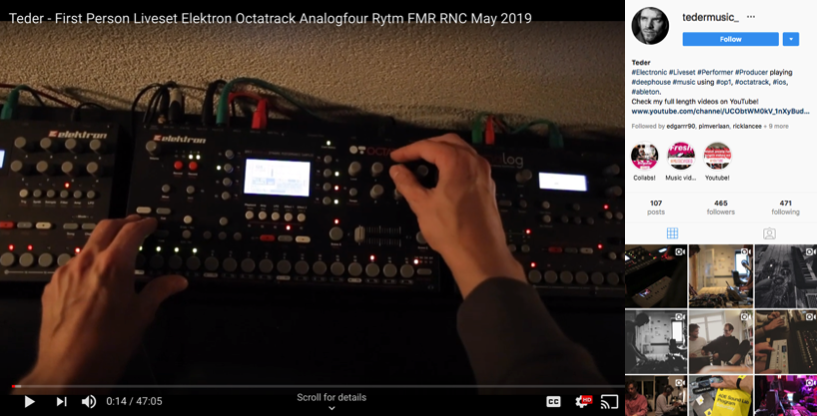 Teder - First Person Liveset Elektron Octatrack Analogfour Rytm FMR RNC May 2019
elektron
elektron
0:14 / 47:05
Scroll for details
CC
HD
tedermusic_ ...
Follow
Teder
#Electronic #Liveset #Performer #Producer playing
#deephouse #music using #op1, #octatrack, #ios,
#ableton.
Check my full length videos on YouTube!
www.youtube.com/channel/UCObtWM0kV_1nXyBud...
Followed by edgarrr90, pimverlaan, ricklancee + 8 more
Fresh
Collabs!
Music vid...
Youtube!
107
465
471
posts
followers
following